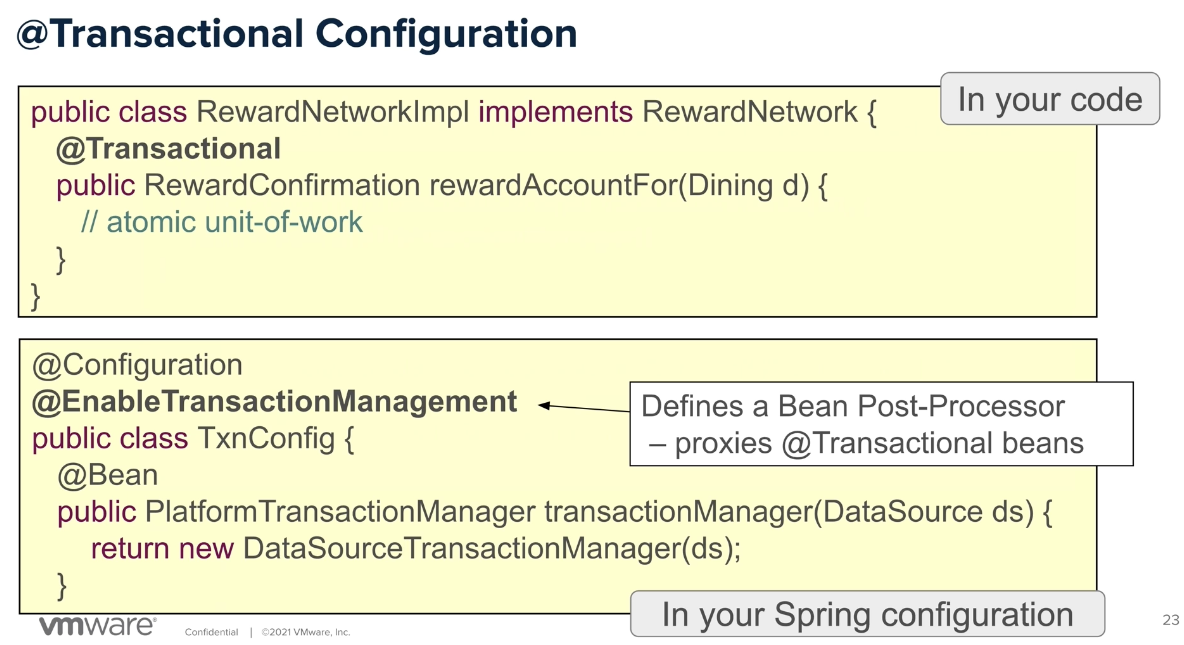 @Transactional Configuration
In your code
public class RewardNetworkImpl implements RewardNetwork {
@Transactional
public RewardConfirmation rewardAccountFor(Dining d) {
// atomic unit-of-work
}
}
@Configuration
@EnableTransactionManagement
Defines a Bean Post-Processor
– proxies @Transactional beans
public class TxnConfig {
@Bean
public PlatformTransactionManager transactionManager(DataSource ds) {
return new DataSourceTransactionManager(ds);
}
In your Spring configuration
vmware®
Confidential | ©2021 VMware, Inc.
23